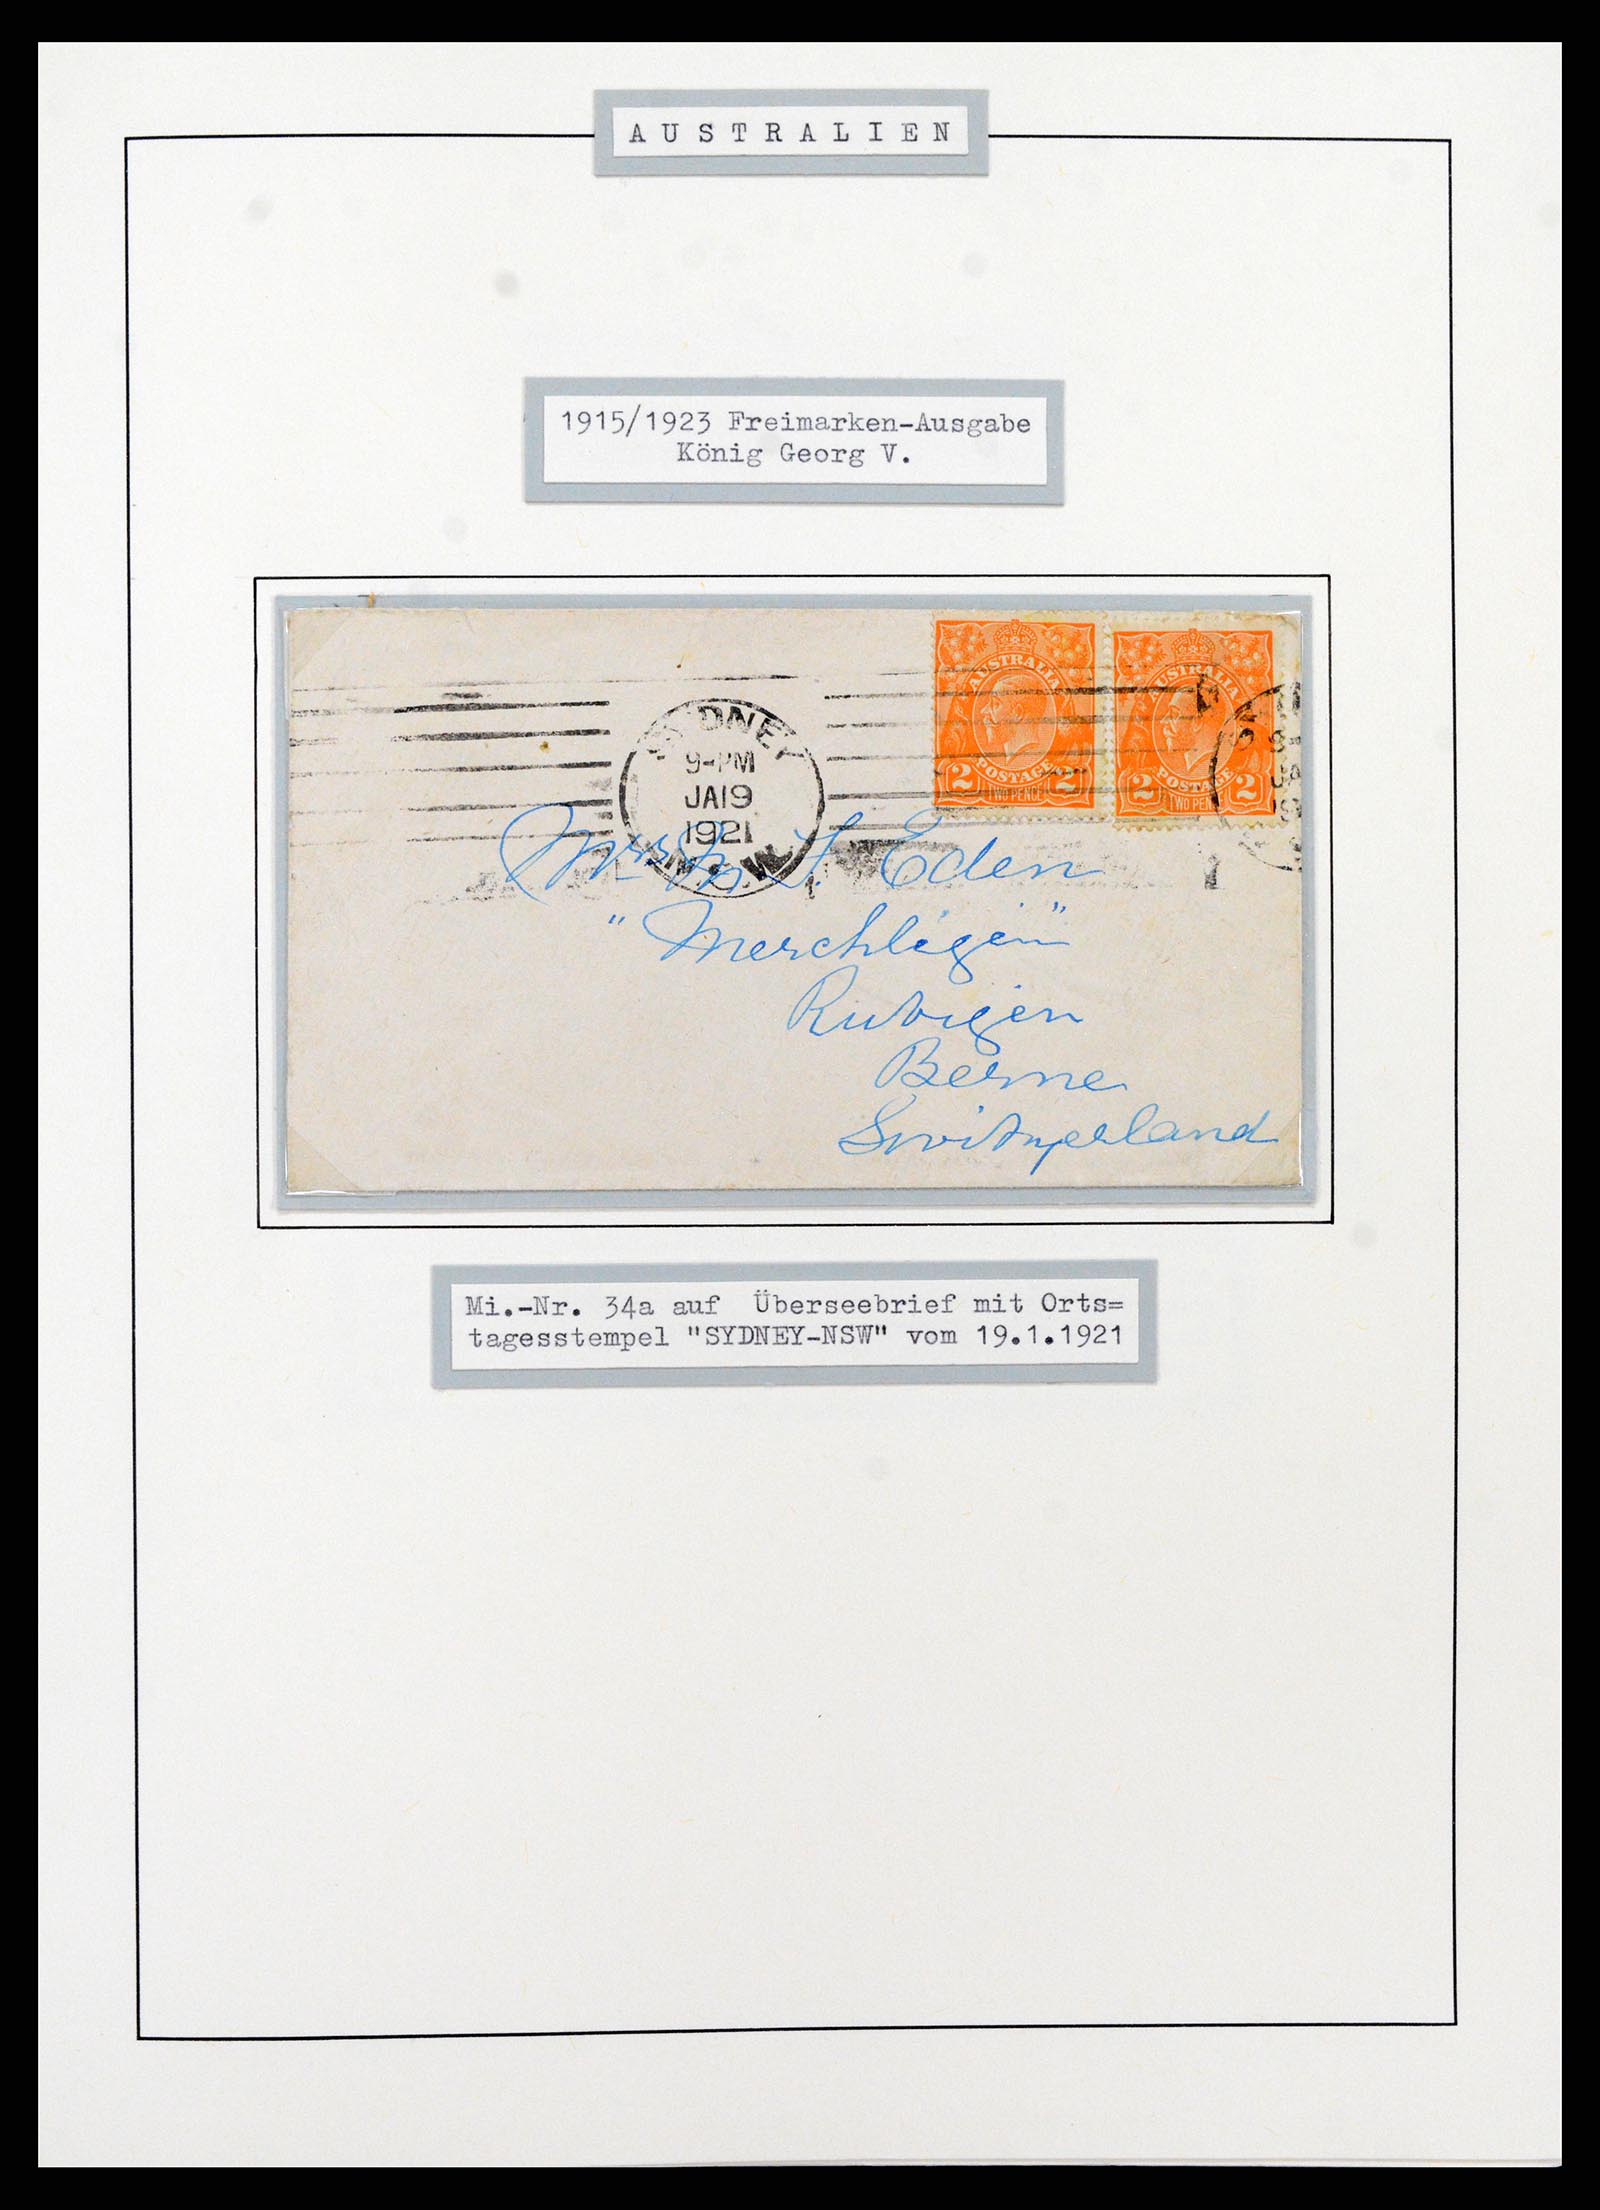 AUSTRALIEN
1915/1923 Freimarken-Ausgabe
König Georg V.
AUSTRALIA
POSTAGE
2 TWO PENCE 2
AUSTRALIA
POSTAGE
2 TWO PENCE 2
SYDNEY
9-PM
JA19
1921
N.S.W.
Eden
"Merchligen"
Rubigen
Berne
Switzerland
Mi.-Nr. 34a auf Überseebrief mit Orts=
tagesstempel "SYDNEY-NSW" vom 19.1.1921